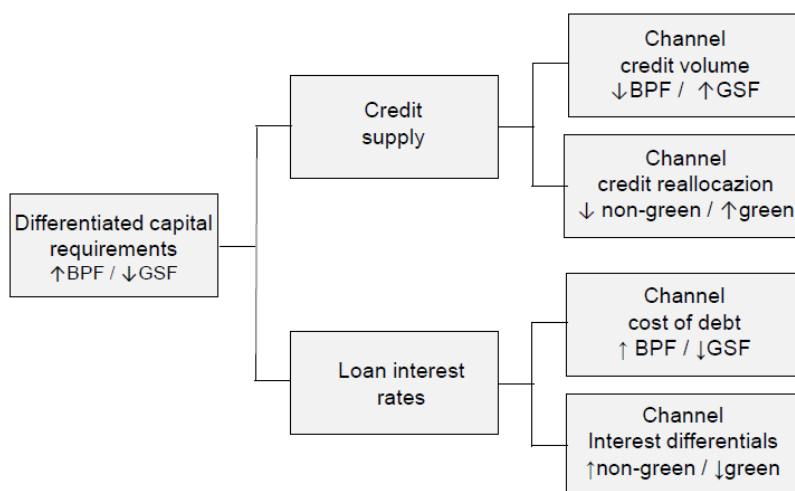 Channel
credit volume
↓BPF / ↑GSF
Credit
supply
Channel
credit reallocazion
↓ non-green / ↑green
Differentiated capital
requirements
↑BPF / ↓GSF
Channel
cost of debt
↑ BPF / ↓GSF
Loan interest
rates
Channel
Interest differentials
↑non-green / ↓green